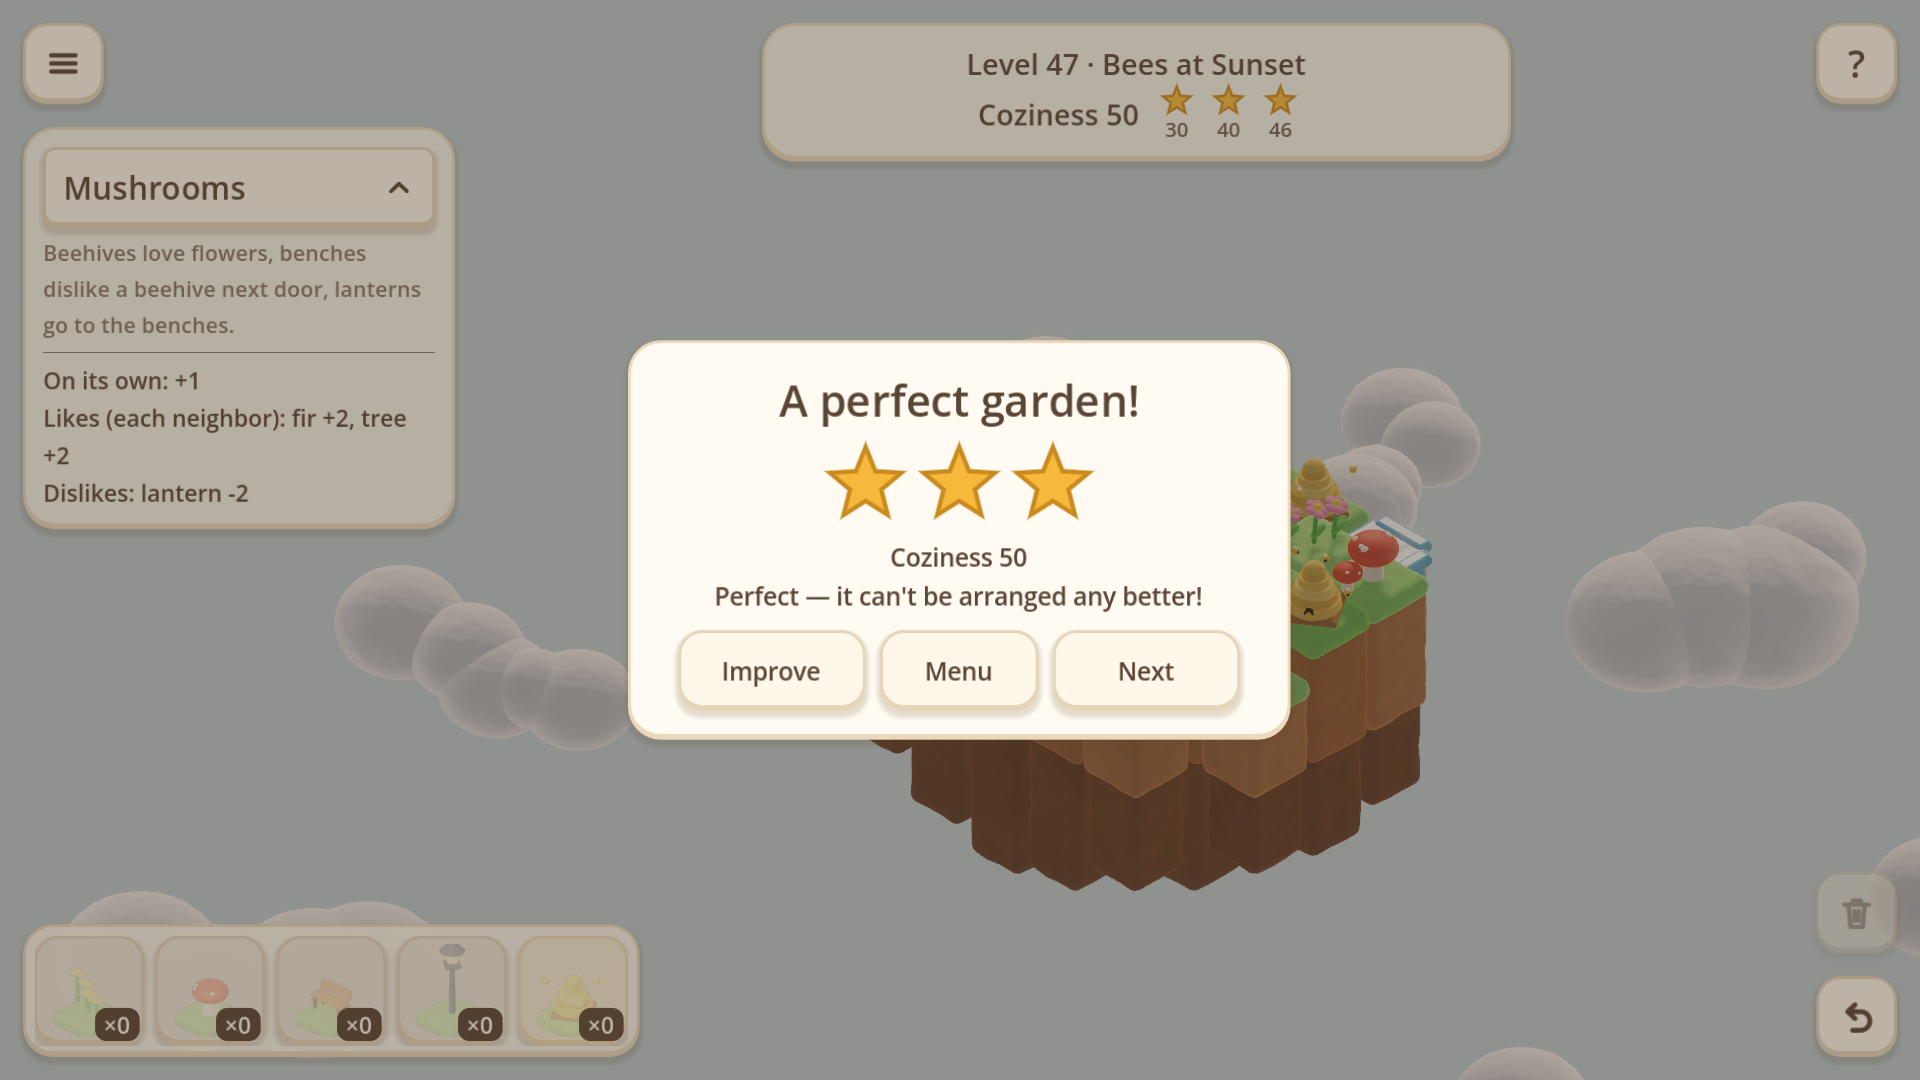 Level 47 · Bees at Sunset
Coziness 50
30 40 46
?
Mushrooms
Beehives love flowers, benches
dislike a beehive next door, lanterns
go to the benches.
On its own: +1
Likes (each neighbor): fir +2, tree
+2
Dislikes: lantern -2
A perfect garden!
Coziness 50
Perfect — it can't be arranged any better!
Improve Menu Next
×0 ×0 ×0 ×0 ×0